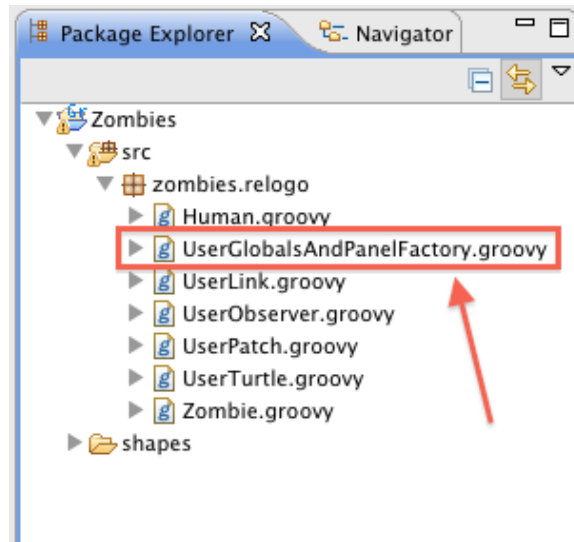 Package Explorer Navigator
Zombies
src
zombies.relogo
Human.groovy
UserGlobalsAndPanelFactory.groovy
UserLink.groovy
UserObserver.groovy
UserPatch.groovy
UserTurtle.groovy
Zombie.groovy
shapes